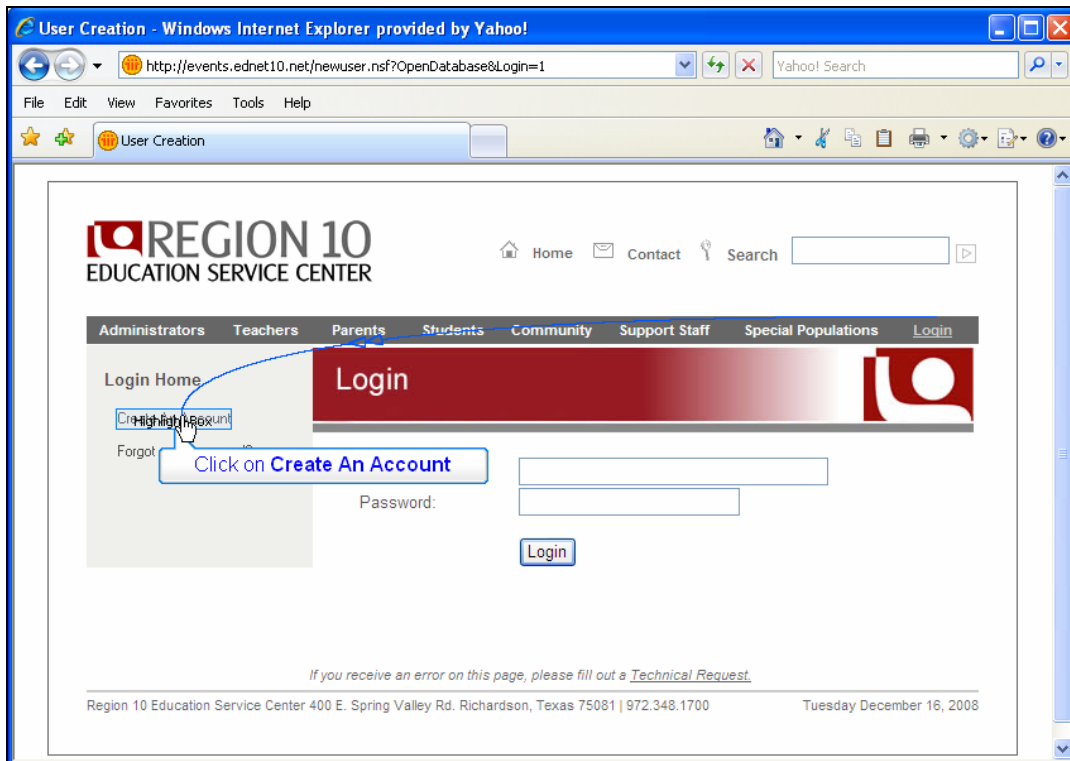 User Creation - Windows Internet Explorer provided by Yahoo!
http://events.ednet10.net/newuser.nsf?OpenDatabase&Login=1
Yahoo! Search
File Edit View Favorites Tools Help
User Creation
REGION 10
EDUCATION SERVICE CENTER
Home Contact Search
Administrators Teachers Parents Students Community Support Staff Special Populations Login
Login Home
Login
Highlight Box
Forgot
Click on Create An Account
Password:
Login
If you receive an error on this page, please fill out a Technical Request.
Region 10 Education Service Center 400 E. Spring Valley Rd. Richardson, Texas 75081 | 972.348.1700 Tuesday December 16, 2008